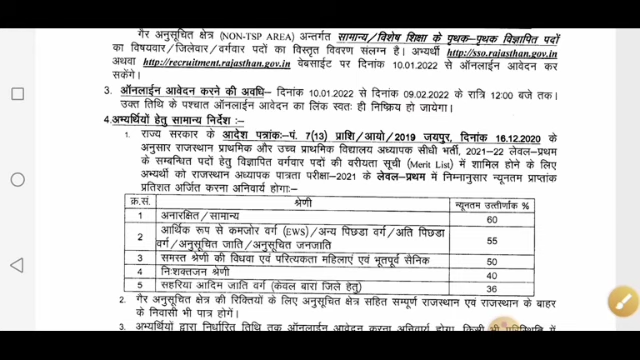 गैर अनुसूचित क्षेत्र (NON-TSP AREA) अन्तर्गत सामान्य/विशेष शिक्षा के पृथक-पृथक विज्ञापित पदों
का विषयवार/जिलेवार/वर्गवार पदों का विस्तृत विवरण संलग्न है। अभ्यर्थी http://sso.rajasthan.gov.in
अथवा http://recruitment.rajasthan.gov.in वेबसाईट पर दिनांक 10.01.2022 से ऑनलाईन आवेदन कर
सकेंगे।
3. ऑनलाईन आवेदन करने की अवधि- दिनांक 10.01.2022 से दिनांक 09.02.2022 के रात्रि 12:00 बजे तक।
उक्त तिथि के पश्चात ऑनलाईन आवेदन का लिंक स्वतः ही निष्क्रिय हो जायेगा।
4. अभ्यर्थियों हेतु सामान्य निर्देश :-
1. राज्य सरकार के आदेश पत्रांकः पं. 7(13) प्राशि/आयो/2019 जयपुर, दिनांक 16.12.2020 के
अनुसार राजस्थान प्राथमिक और उच्च प्राथमिक विद्यालय अध्यापक सीधी भर्ती, 2021-22 लेवल-प्रथम
के सम्बन्धित पदों हेतु विज्ञापित वर्गवार पदों की वरीयता सूची (Merit List) में शामिल होने के लिए
अभ्यर्थी को राजस्थान अध्यापक पात्रता परीक्षा-2021 के लेवल-प्रथम में निम्नानुसार न्यूनतम प्राप्तांक
प्रतिशत अर्जित करना अनिवार्य होगाः-
क्र.सं. श्रेणी न्यूनतम उत्तीर्णांक %
1 अनारक्षित/सामान्य 60
2 आर्थिक रूप से कमजोर वर्ग (EWS)/अन्य पिछडा वर्ग/अति पिछडा
वर्ग/अनुसूचित जाति/अनुसूचित जनजाति 55
3 समस्त श्रेणी की विधवा एवं परित्यकता महिलाएं एवं भूतपूर्व सैनिक 50
4 निःशक्तजन श्रेणी 40
5 सहरिया आदिम जाति वर्ग (केवल बारां जिले हेतु) 36
2. गैर अनुसूचित क्षेत्र की रिक्तियों के लिए अनुसूचित क्षेत्र सहित सम्पूर्ण राजस्थान एवं राजस्थान के बाहर
के निवासी भी पात्र होगें।
3. अभ्यर्थियों द्वारा निर्धारित तिथि तक ऑनलाईन आवेदन करना अनिवार्य होगा, किसी भी परिस्थिति में